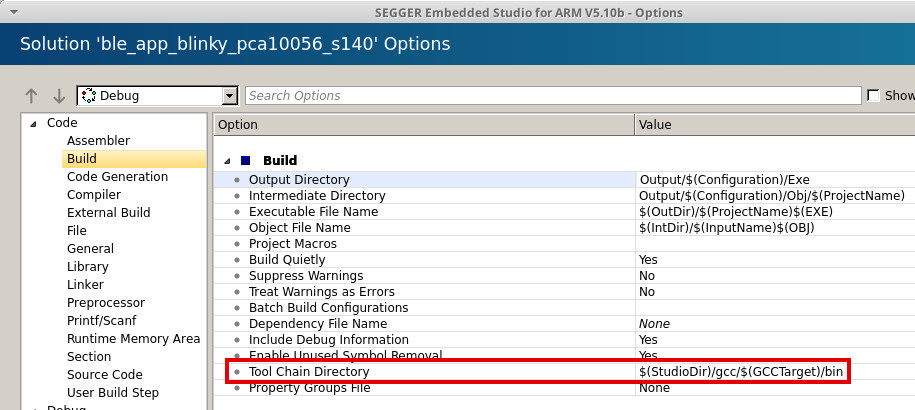 SEGGER Embedded Studio for ARM V5.10b - Options
Solution 'ble_app_blinky_pca10056_s140' Options
Debug Search Options Show
Code Option Value
Assembler
Build Build
Code Generation Output Directory Output/$(Configuration)/Exe
Compiler Intermediate Directory Output/$(Configuration)/Obj/$(ProjectName)
External Build Executable File Name $(OutDir)/$(ProjectName)$(EXE)
File Object File Name $(IntDir)/$(InputName)$(OBJ)
General Project Macros
Library Build Quietly Yes
Linker Suppress Warnings No
Preprocessor Treat Warnings as Errors No
Printf/Scanf Batch Build Configurations
Runtime Memory Area Dependency File Name None
Section Include Debug Information Yes
Source Code Enable Unused Symbol Removal Yes
User Build Step Tool Chain Directory $(StudioDir)/gcc/$(GCCTarget)/bin
Debug Property Groups File None